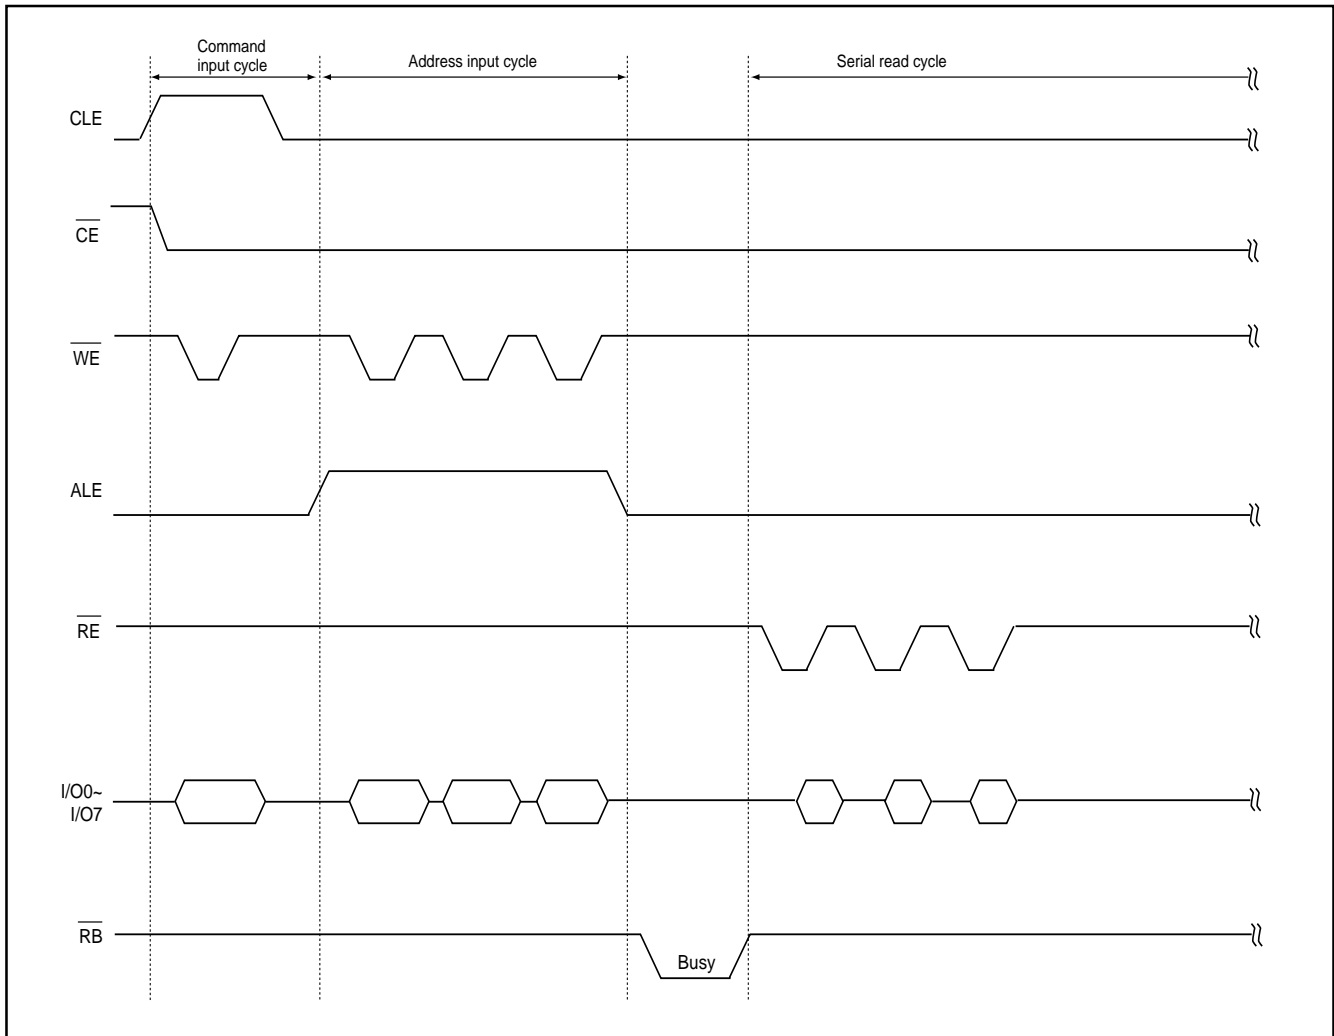 Command
input cycle
Address input cycle
Serial read cycle
CLE
CE
WE
ALE
RE
I/O0~
I/O7
RB
Busy